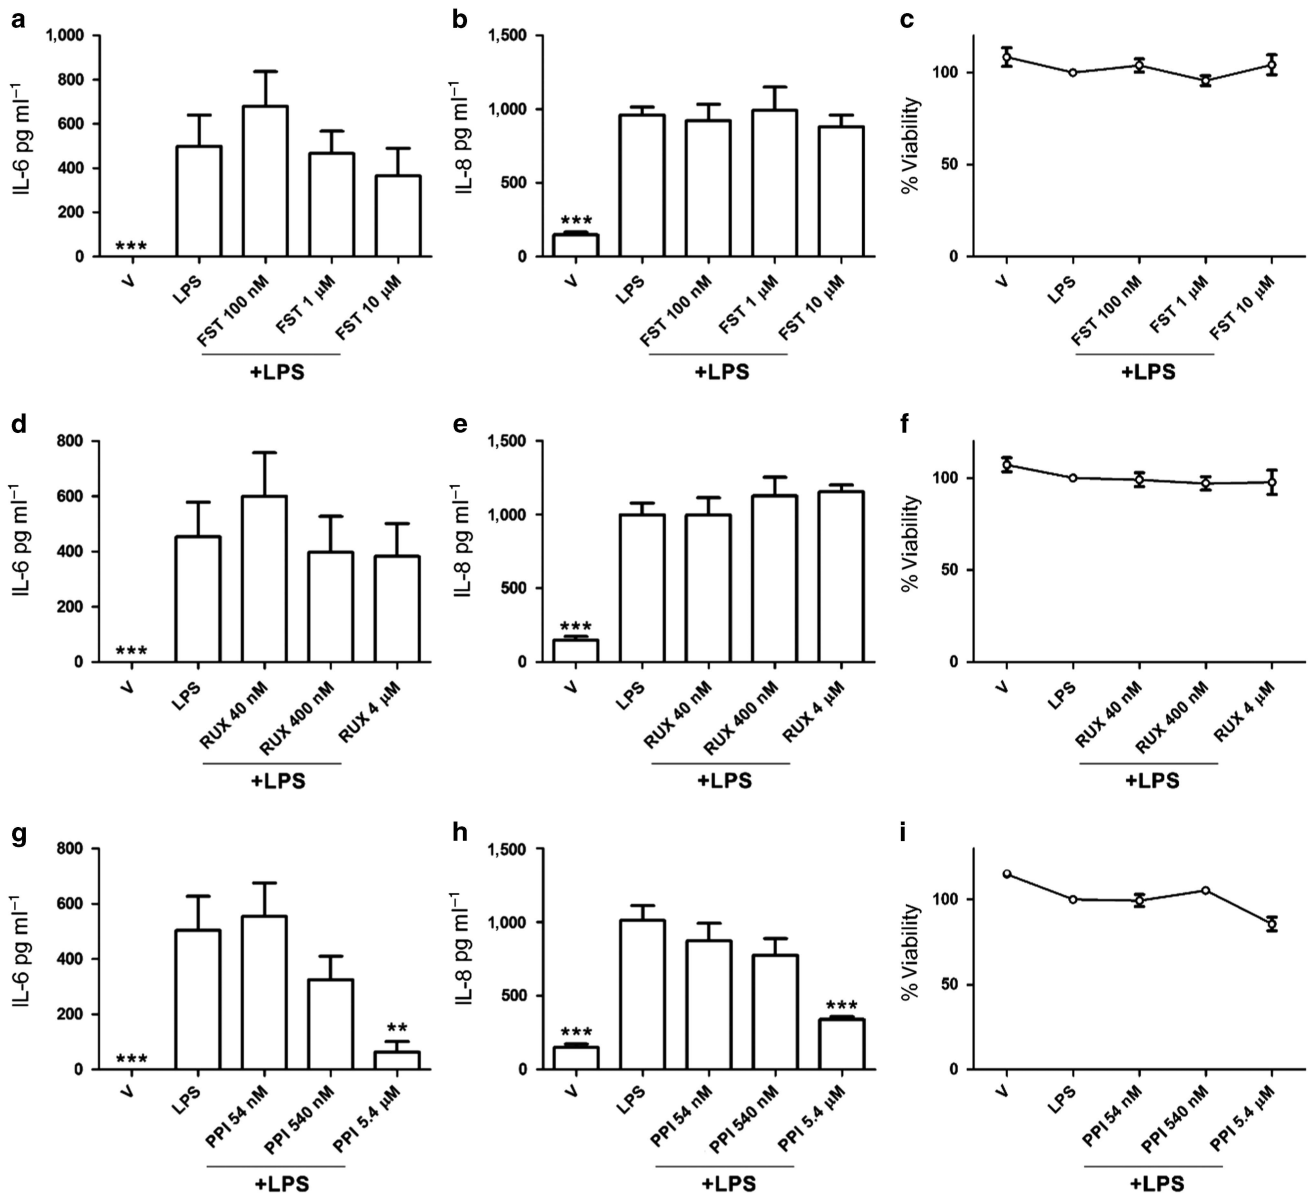 a
1,000
800
600
400
200
0
IL-6 pg ml⁻¹
***
V
LPS
FST 100 nM
FST 1 µM
FST 10 µM
+LPS
b
1,500
1,000
500
0
IL-8 pg ml⁻¹
***
V
LPS
FST 100 nM
FST 1 µM
FST 10 µM
+LPS
c
100
50
0
% Viability
V
LPS
FST 100 nM
FST 1 µM
FST 10 µM
+LPS
d
800
600
400
200
0
IL-6 pg ml⁻¹
***
V
LPS
RUX 40 nM
RUX 400 nM
RUX 4 µM
+LPS
e
1,500
1,000
500
0
IL-8 pg ml⁻¹
***
V
LPS
RUX 40 nM
RUX 400 nM
RUX 4 µM
+LPS
f
100
50
0
% Viability
V
LPS
RUX 40 nM
RUX 400 nM
RUX 4 µM
+LPS
g
800
600
400
200
0
IL-6 pg ml⁻¹
***
**
V
LPS
PPI 54 nM
PPI 540 nM
PPI 5.4 µM
+LPS
h
1,500
1,000
500
0
IL-8 pg ml⁻¹
***
***
V
LPS
PPI 54 nM
PPI 540 nM
PPI 5.4 µM
+LPS
i
100
50
0
% Viability
V
LPS
PPI 54 nM
PPI 540 nM
PPI 5.4 µM
+LPS